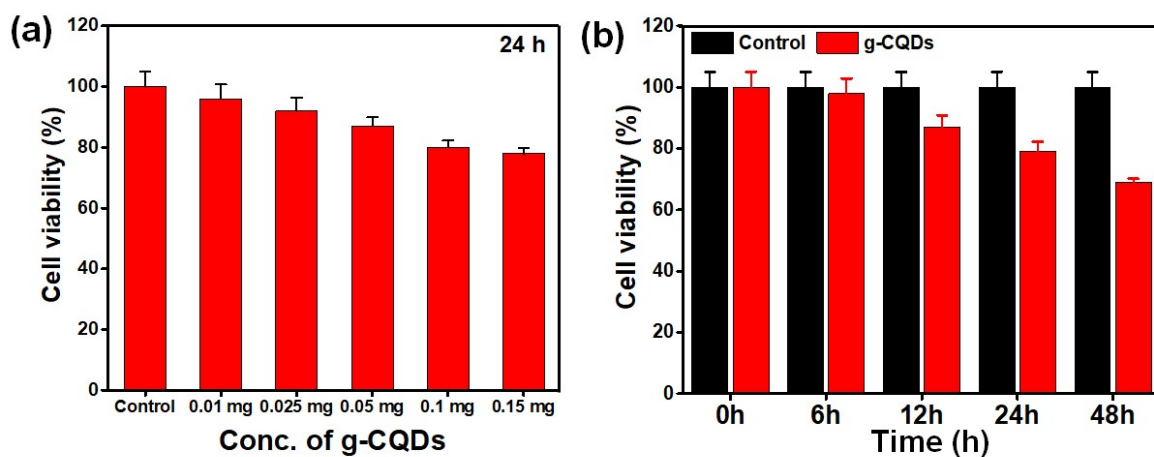 (a)
24 h
Cell viability (%)
120
100
80
60
40
20
0
Control 0.01 mg 0.025 mg 0.05 mg 0.1 mg 0.15 mg
Conc. of g-CQDs
(b)
Control g-CQDs
Cell viability (%)
120
100
80
60
40
20
0
0h 6h 12h 24h 48h
Time (h)